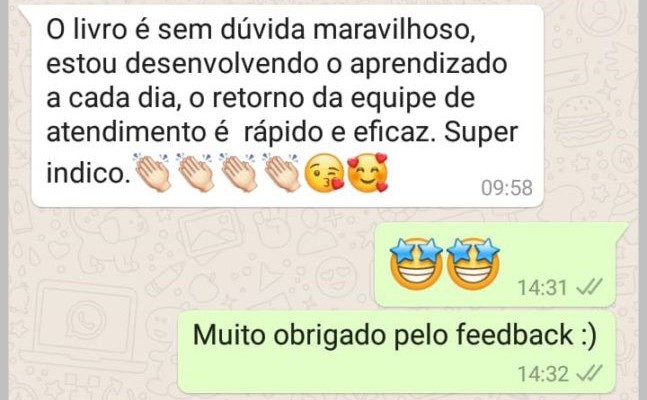 O livro é sem dúvida maravilhoso,
estou desenvolvendo o aprendizado
a cada dia, o retorno da equipe de
atendimento é rápido e eficaz. Super
indico.👏🏻👏🏻👏🏻👏🏻😘🥰
09:58
🤩🤩
14:31
Muito obrigado pelo feedback :)
14:32